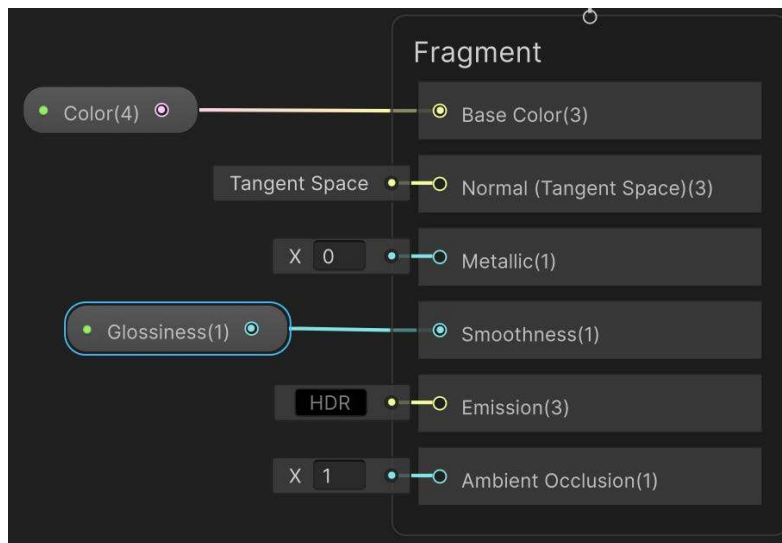 Fragment
Color(4)
Base Color(3)
Tangent Space
Normal (Tangent Space)(3)
X 0
Metallic(1)
Glossiness(1)
Smoothness(1)
HDR
Emission(3)
X 1
Ambient Occlusion(1)